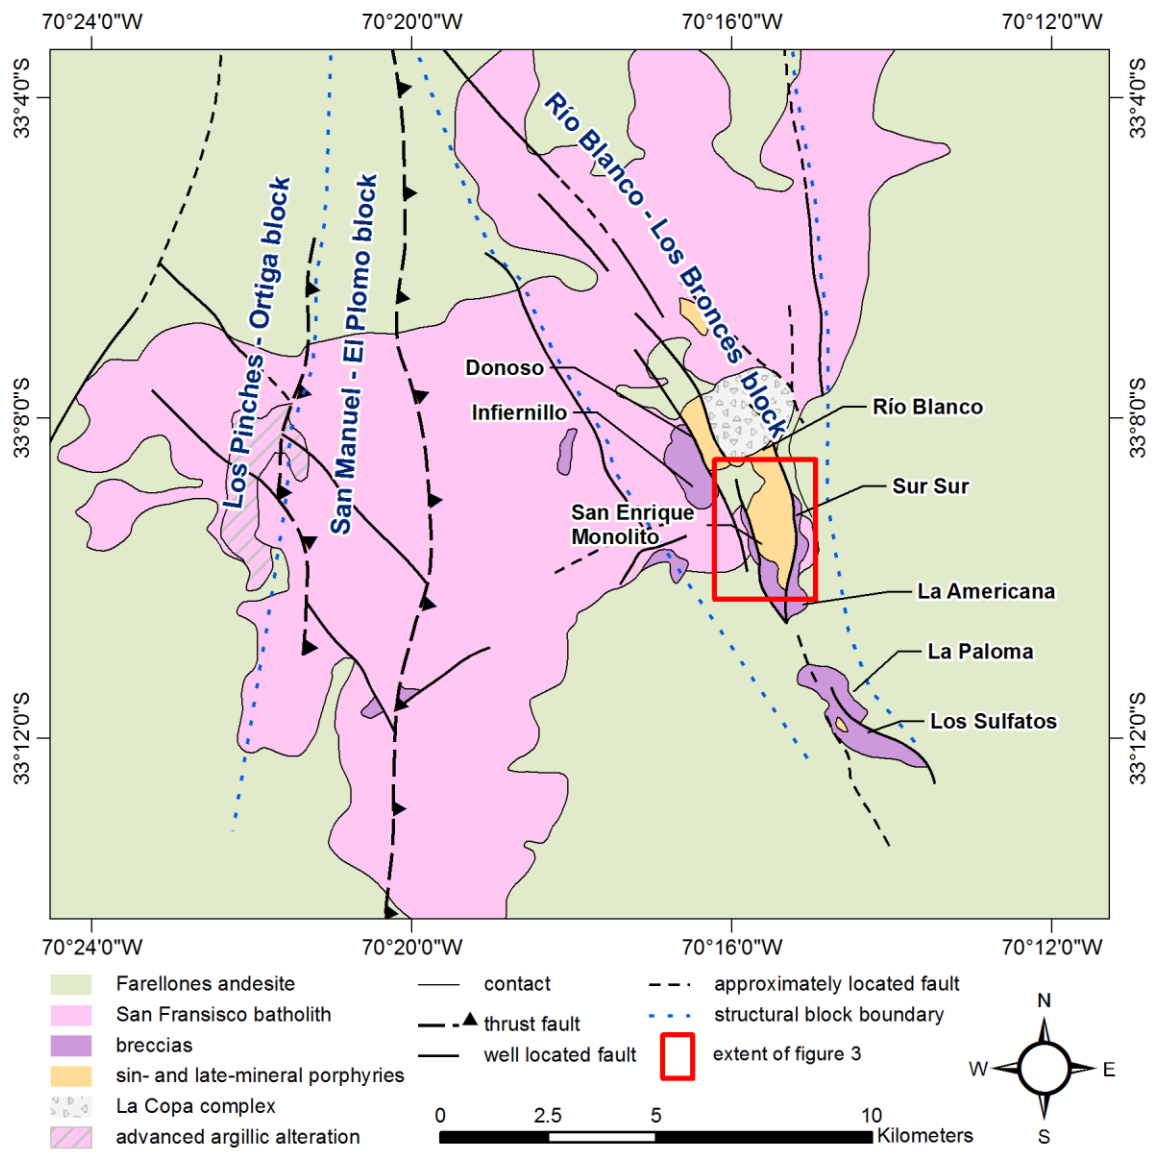 70°24'0"W 70°20'0"W 70°16'0"W 70°12'0"W
33°4'0"S 33°4'0"S
Río Blanco - Los Bronces block
Los Pinches - Ortiga block
San Manuel - El Plomo block
Donoso
Infiernillo
Río Blanco
33°8'0"S 33°8'0"S
Sur Sur
San Enrique
Monolito
La Americana
La Paloma
Los Sulfatos
33°12'0"S 33°12'0"S
70°24'0"W 70°20'0"W 70°16'0"W 70°12'0"W
Farellones andesite
San Fransisco batholith
breccias
sin- and late-mineral porphyries
La Copa complex
advanced argillic alteration
contact
thrust fault
well located fault
approximately located fault
structural block boundary
extent of figure 3
N
W E
S
0 2.5 5 10
Kilometers